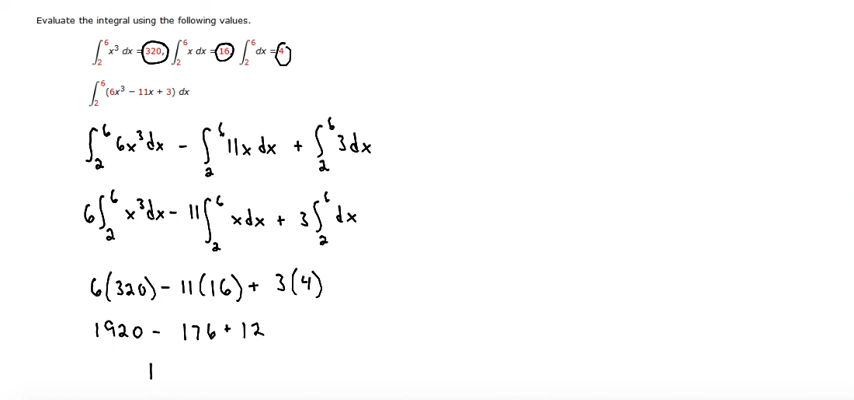 Evaluate the integral using the following values.
∫₂⁶ x³ dx = 320, ∫₂⁶ x dx = 16, ∫₂⁶ dx = 4
∫₂⁶ (6x³ − 11x + 3) dx
∫₂⁶ 6x³dx - ∫₂⁶ 11x dx + ∫₂⁶ 3dx
6∫₂⁶ x³dx - 11∫₂⁶ xdx + 3∫₂⁶ dx
6(320) - 11(16) + 3(4)
1920 - 176 + 12
1